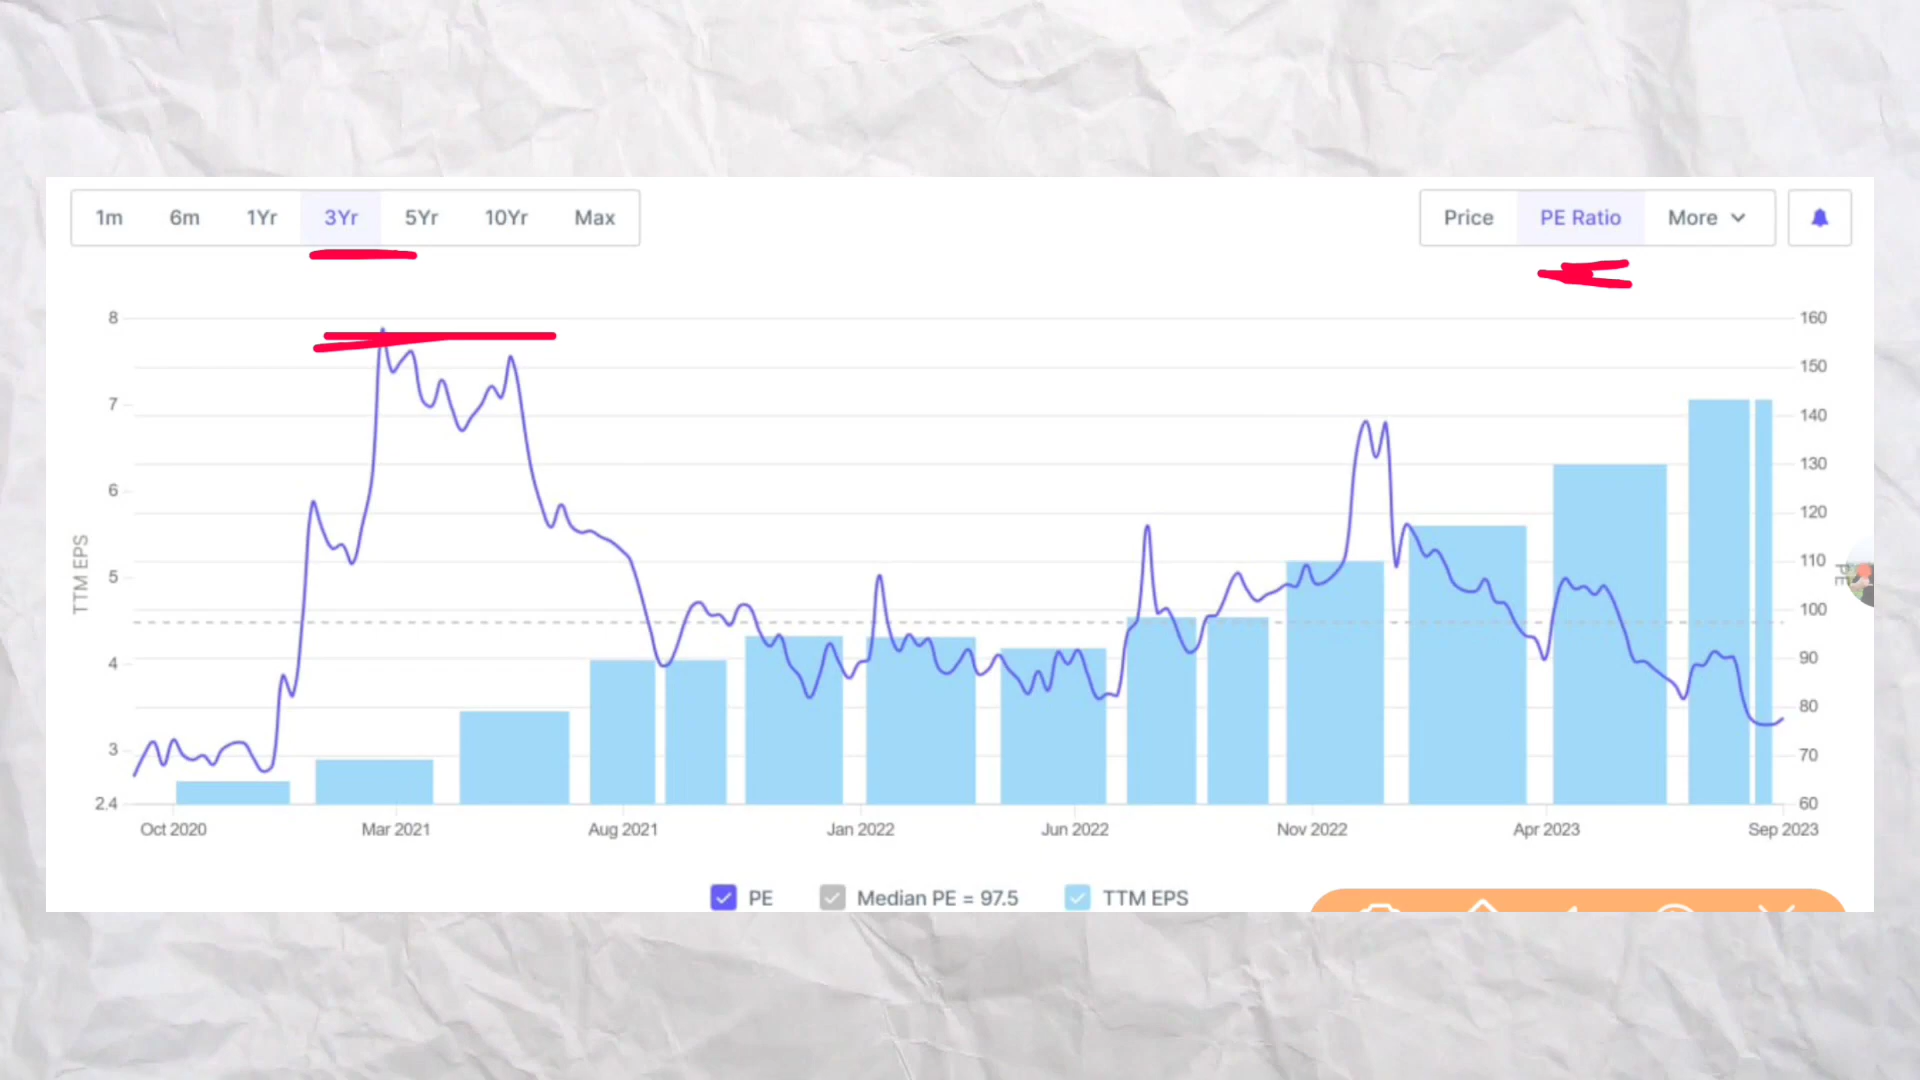 1m 6m 1Yr 3Yr 5Yr 10Yr Max
Price PE Ratio More
8 160
150
7
140
6 130
120
5 110
100
4 90
80
3 70
2.4 60
TTM EPS
PE
Oct 2020 Mar 2021 Aug 2021 Jan 2022 Jun 2022 Nov 2022 Apr 2023 Sep 2023
PE Median PE = 97.5 TTM EPS